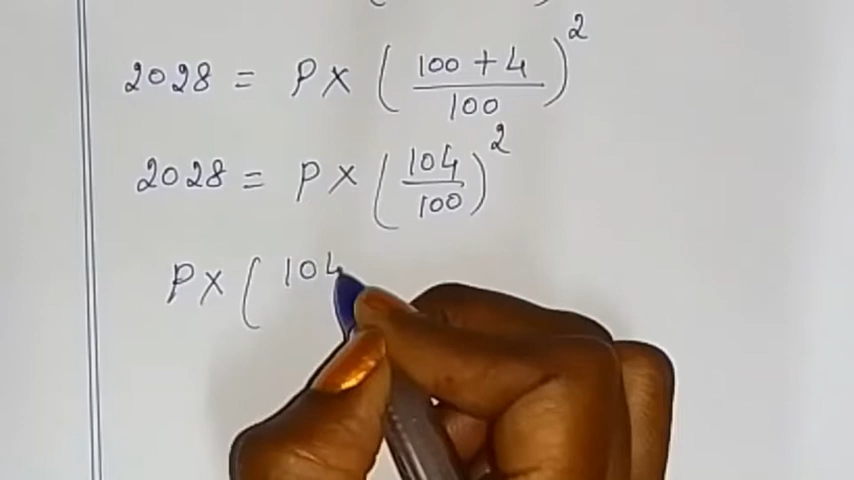 2028 = P X ( 100 + 4 / 100 )²
2028 = P X ( 104 / 100 )²
P X ( 104